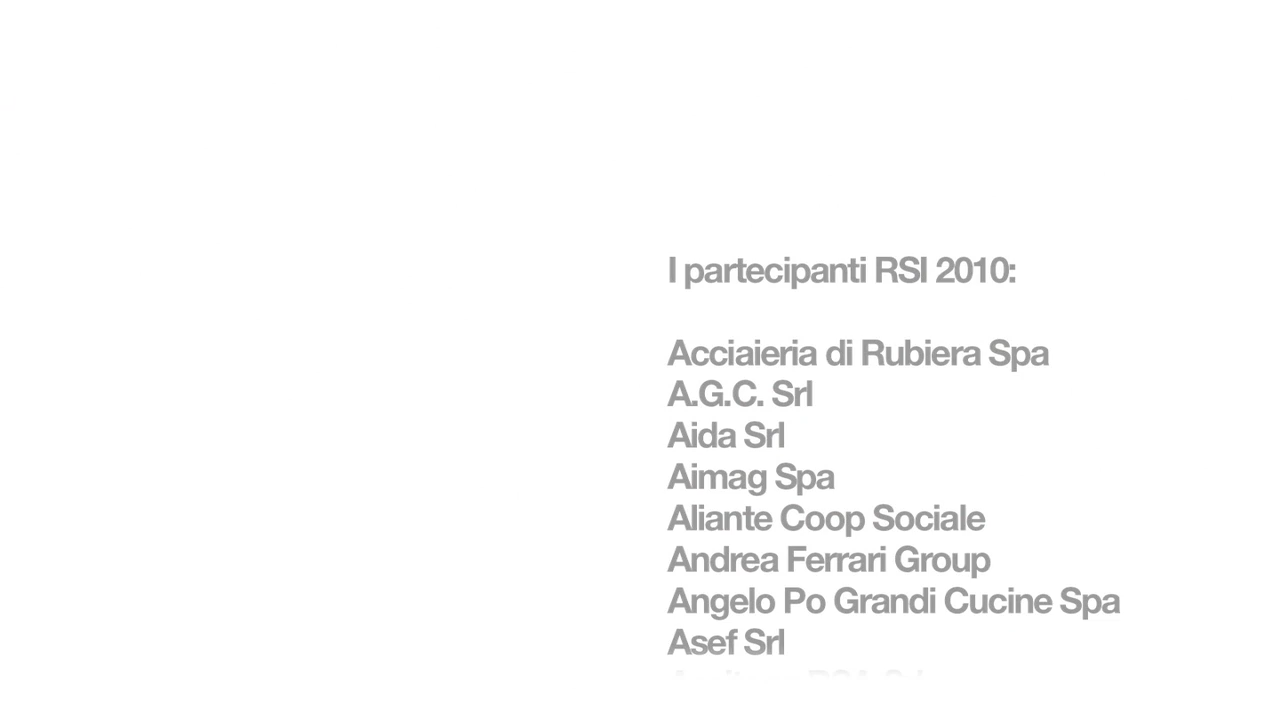 I partecipanti RSI 2010:
Acciaieria di Rubiera Spa
A.G.C. Srl
Aida Srl
Aimag Spa
Aliante Coop Sociale
Andrea Ferrari Group
Angelo Po Grandi Cucine Spa
Asef Srl